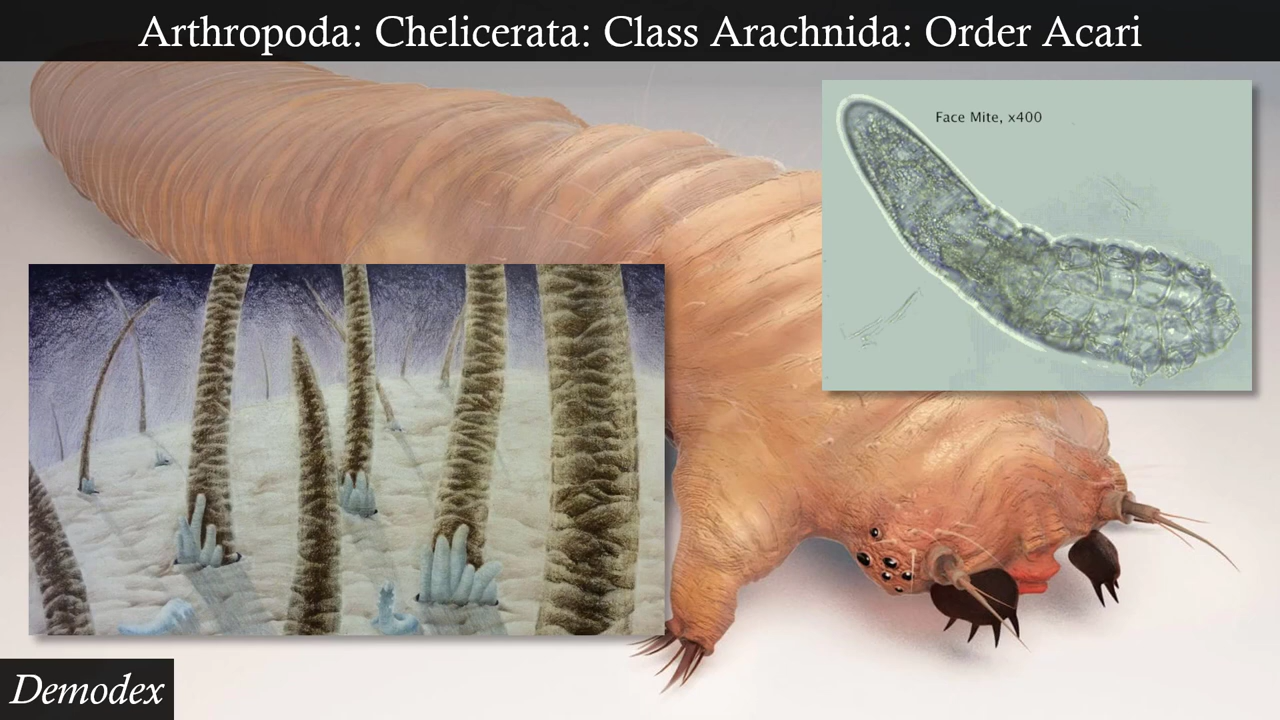 Arthropoda: Chelicerata: Class Arachnida: Order Acari
Face Mite, x400
Demodex